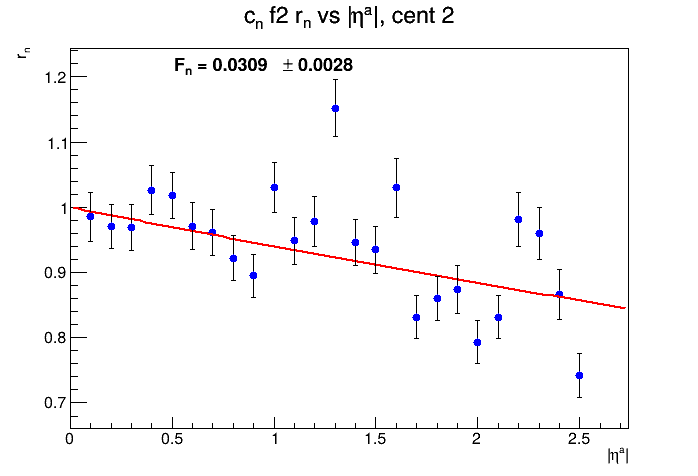 cₙ f2 rₙ vs |ηᵃ|, cent 2
rₙ
Fₙ = 0.0309 ± 0.0028
1.2
1.1
1
0.9
0.8
0.7
0 0.5 1 1.5 2 2.5
|ηᵃ|